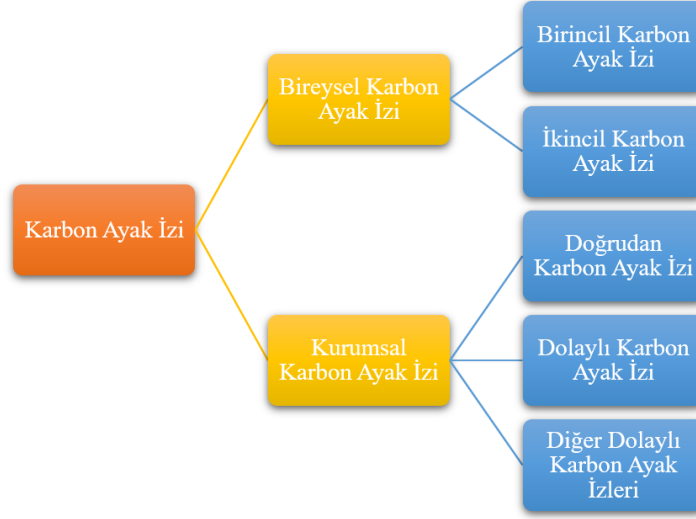 Karbon Ayak İzi
Bireysel Karbon
Ayak İzi
Birincil Karbon
Ayak İzi
İkincil Karbon
Ayak İzi
Kurumsal
Karbon Ayak İzi
Doğrudan
Karbon Ayak İzi
Dolaylı Karbon
Ayak İzi
Diğer Dolaylı
Karbon Ayak
İzleri